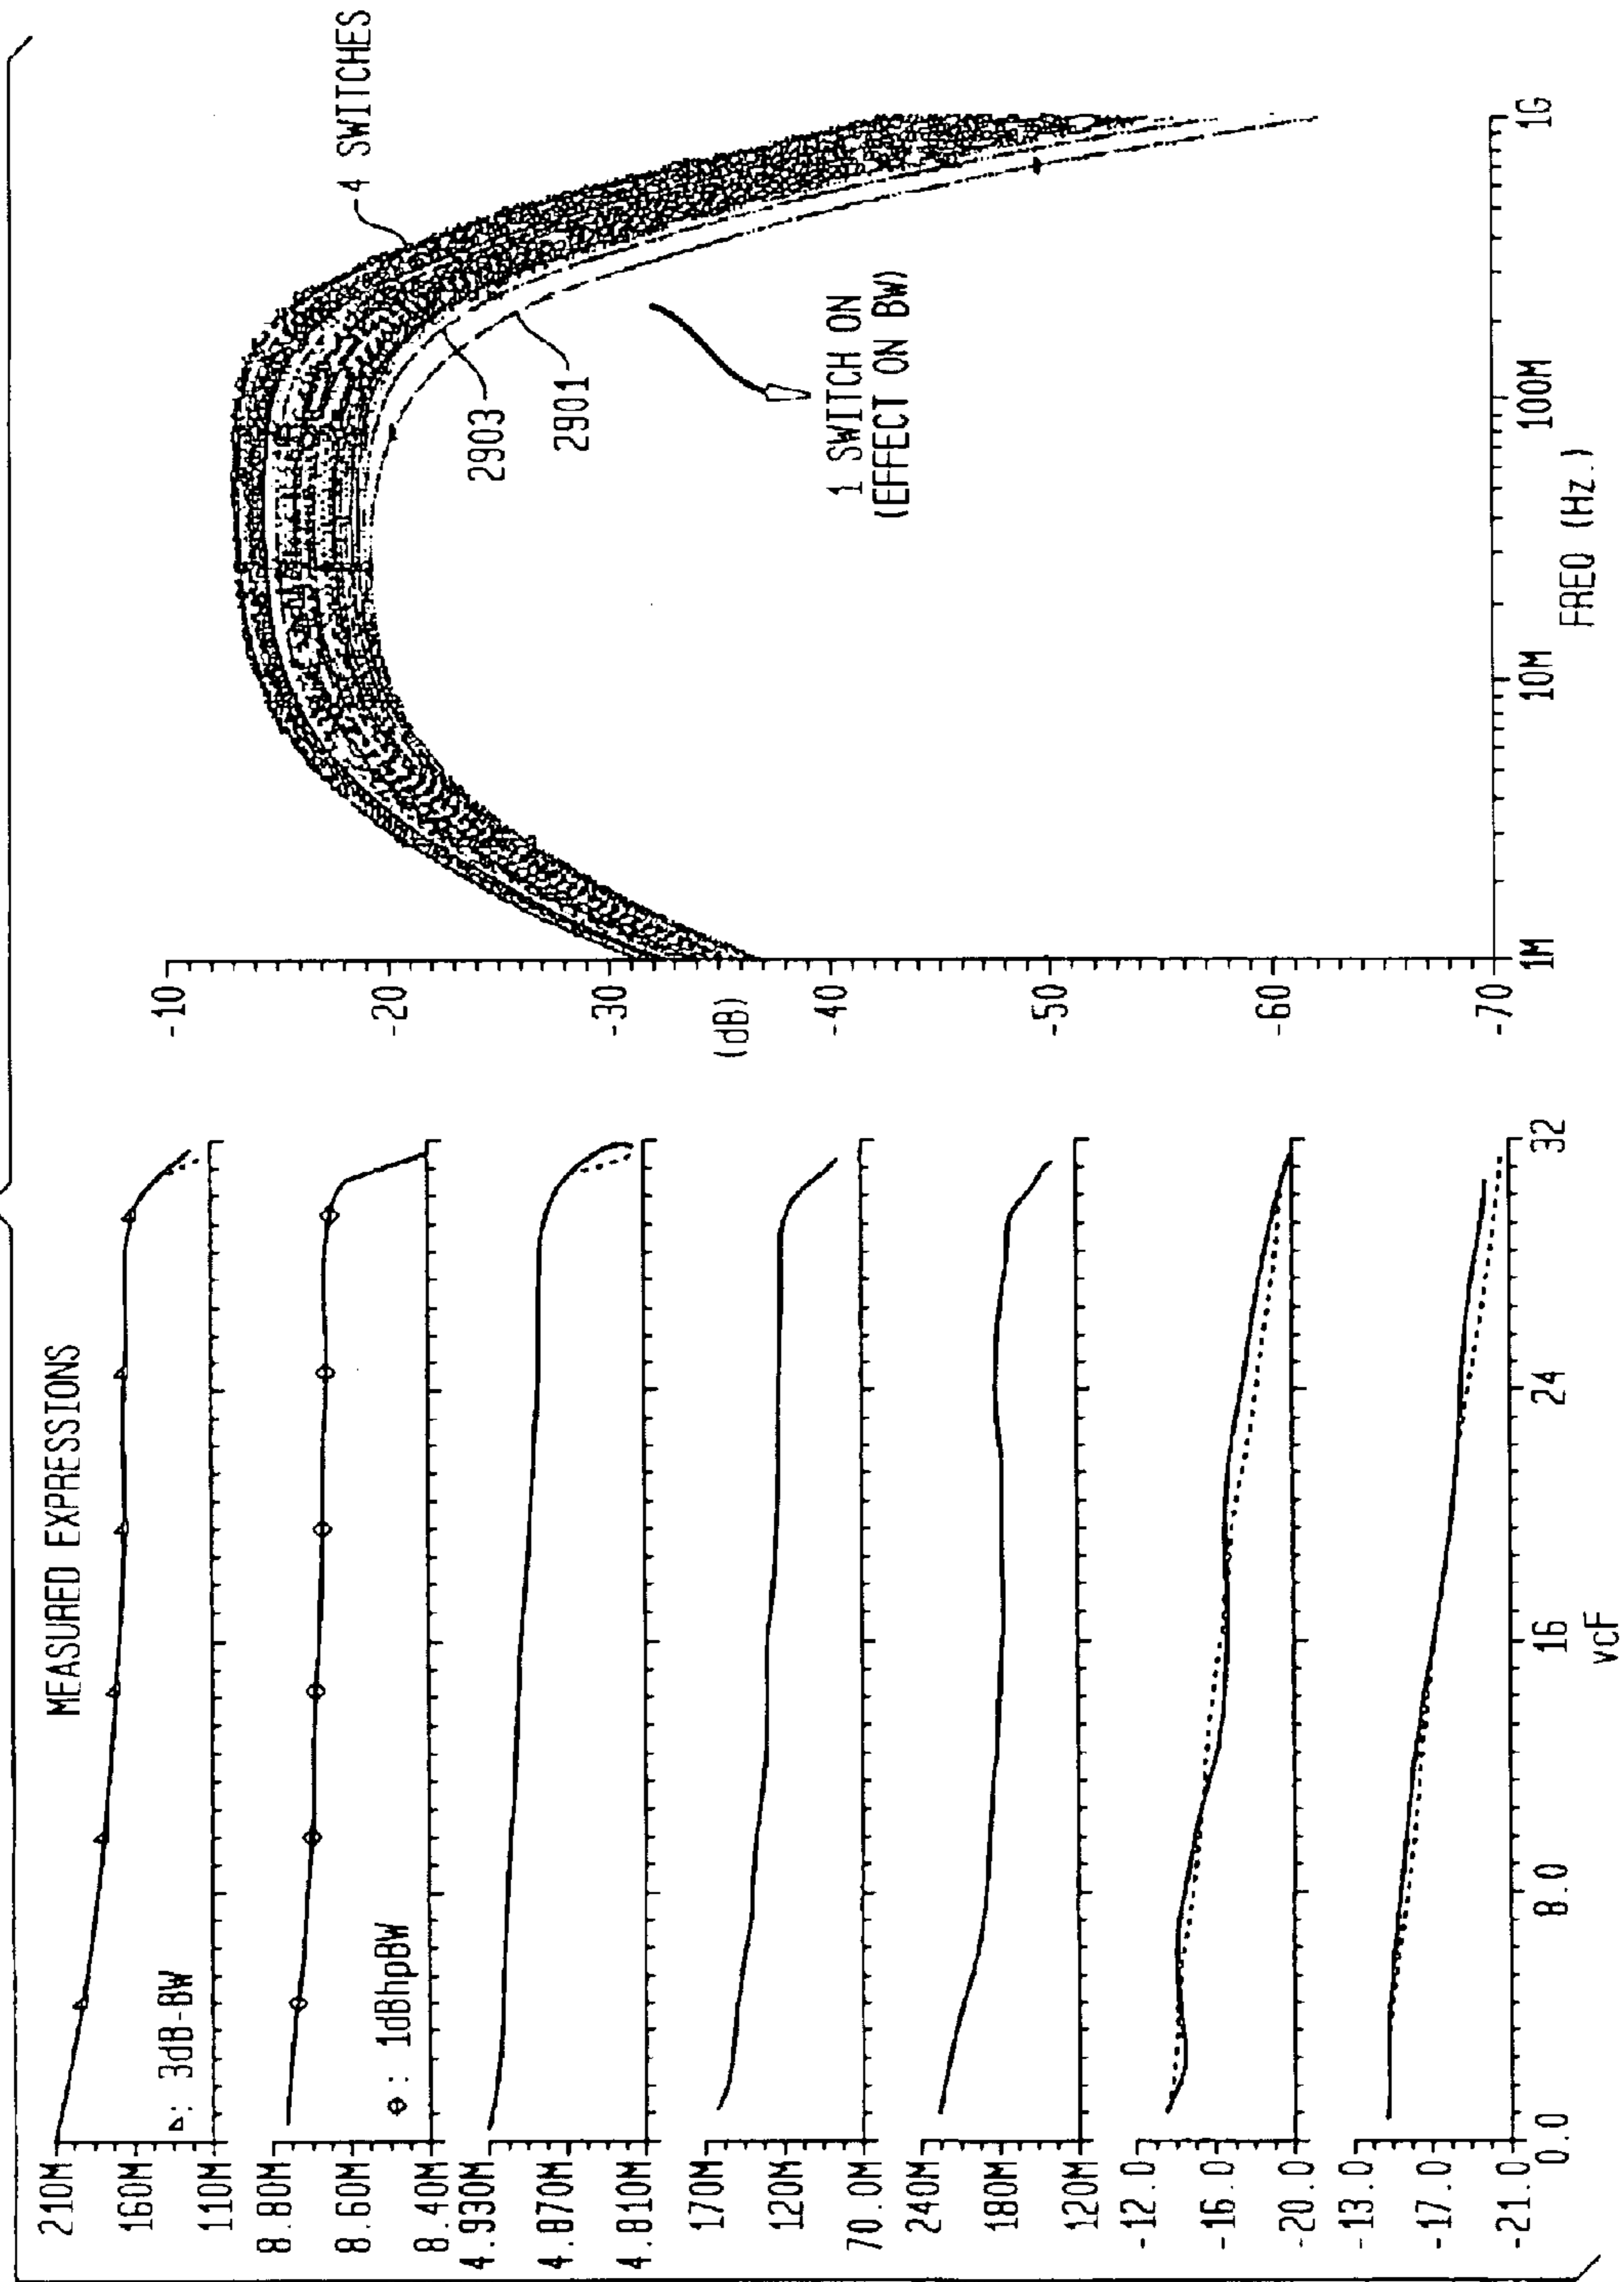 MEASURED EXPRESSIONS
210M
160M
110M
▵: 3dB-BW
8.80M
8.60M
8.40M
⌽: 1dBhpBW
4.930M
4.870M
4.810M
170M
120M
70.0M
240M
180M
120M
-12.0
-16.0
-20.0
-13.0
-17.0
-21.0
0.0 8.0 16 24 32
vcF
-10
-20
-30
(dB)
-40
-50
-60
-70
1M 10M 100M 1G
FREQ (Hz.)
4 SWITCHES
2903
2901
1 SWITCH ON
(EFFECT ON BW)